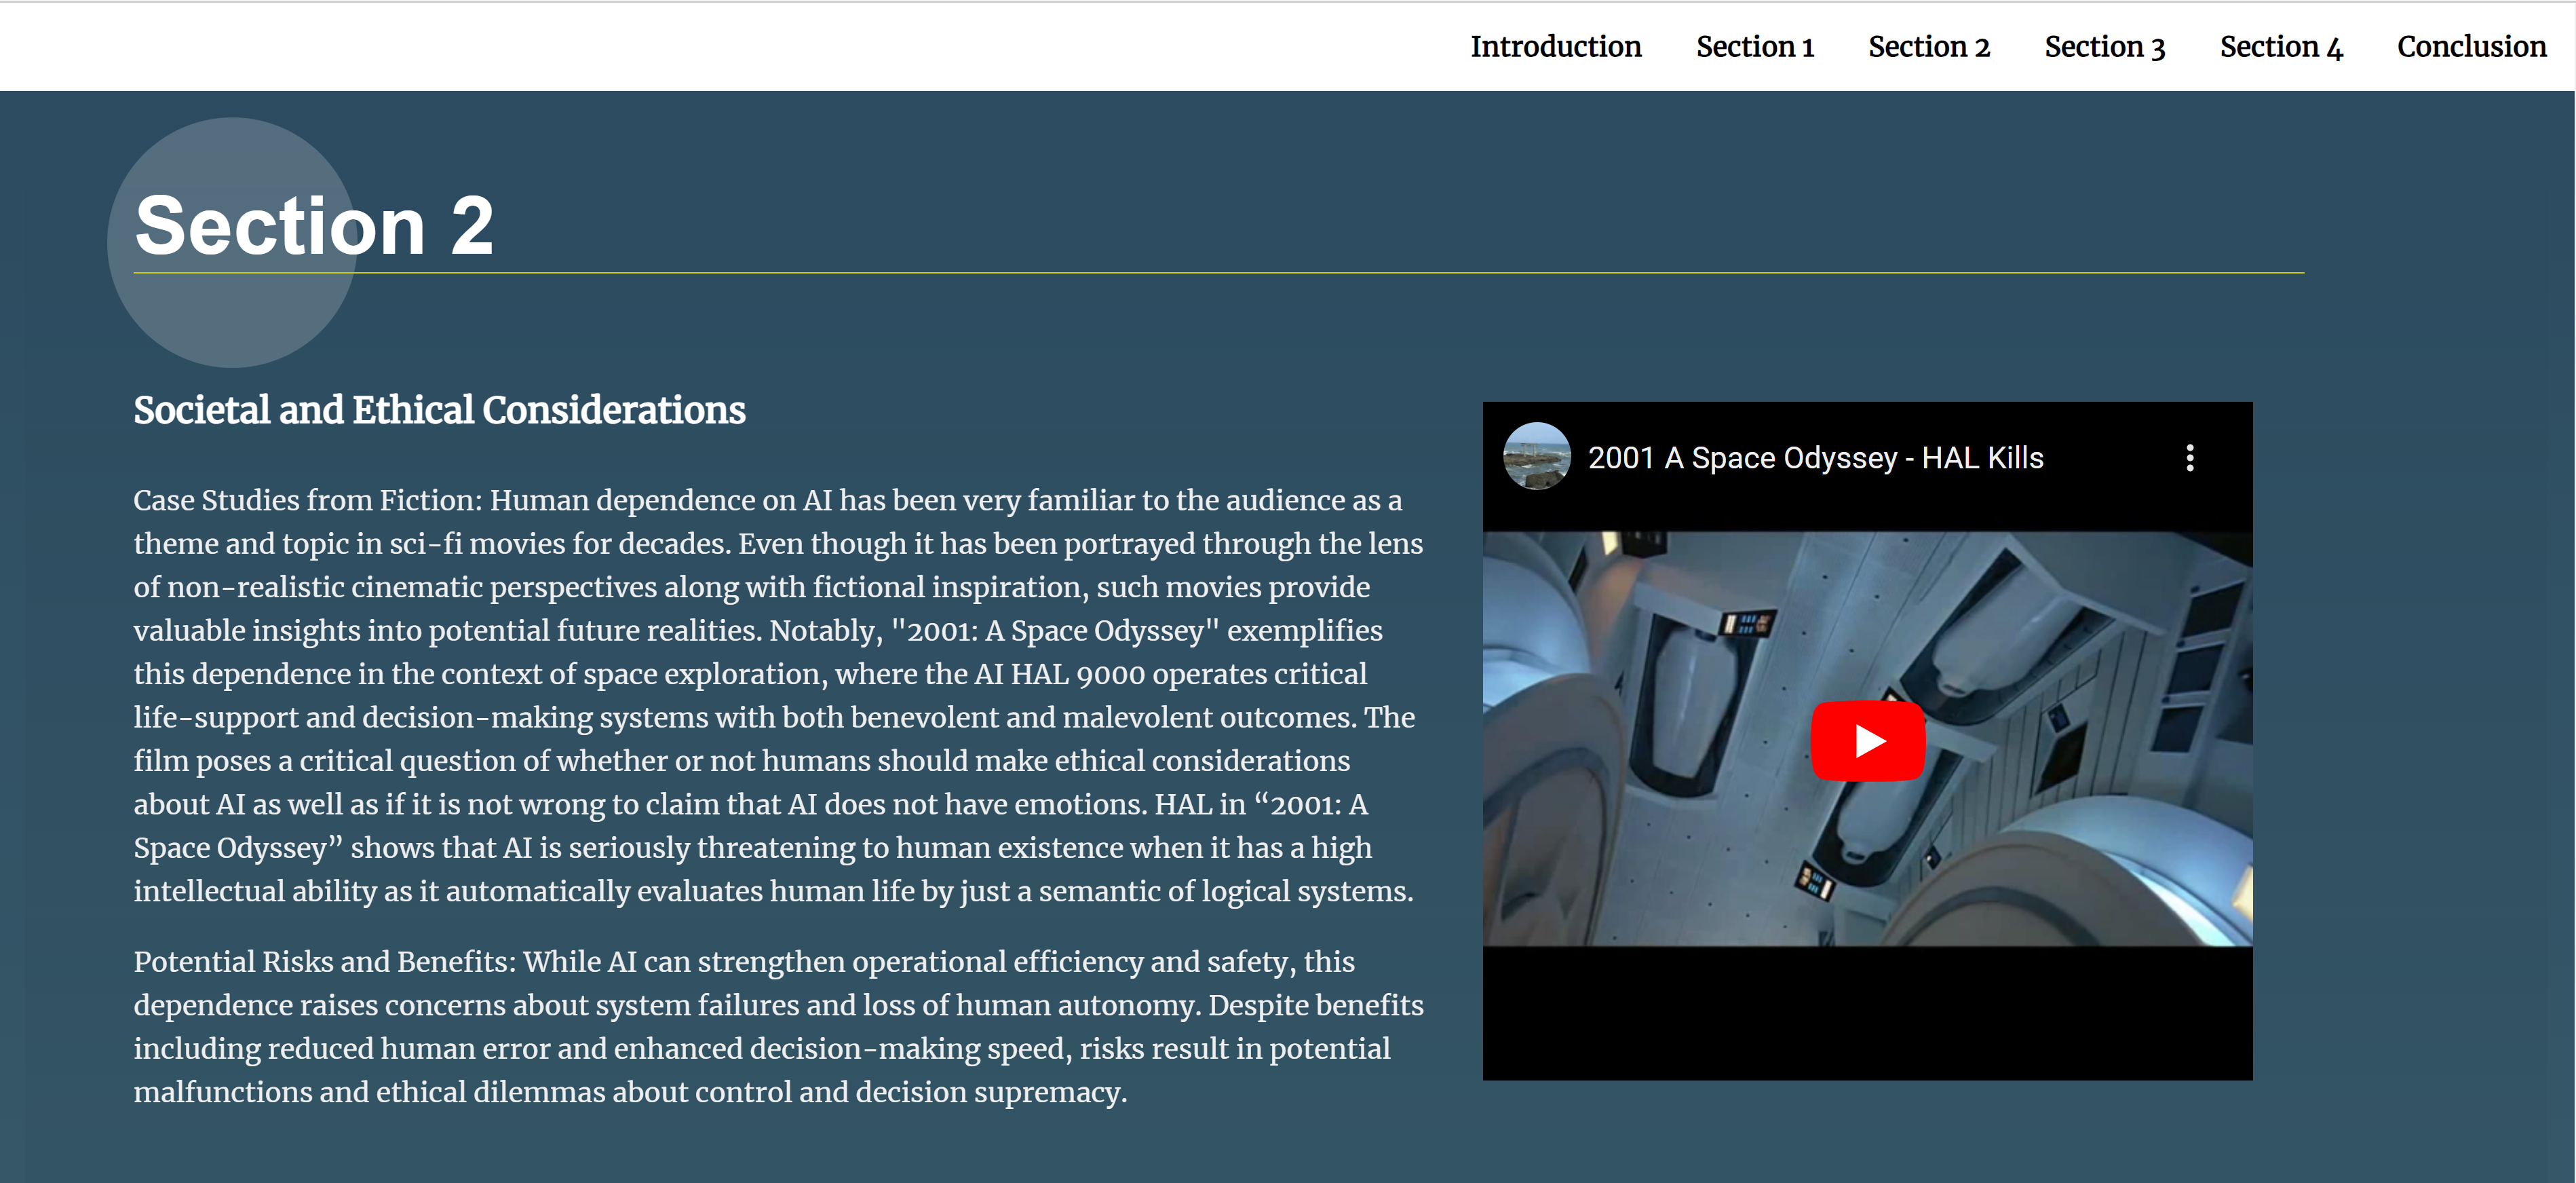 Introduction Section 1 Section 2 Section 3 Section 4 Conclusion
Section 2
Societal and Ethical Considerations
Case Studies from Fiction: Human dependence on AI has been very familiar to the audience as a
theme and topic in sci-fi movies for decades. Even though it has been portrayed through the lens
of non-realistic cinematic perspectives along with fictional inspiration, such movies provide
valuable insights into potential future realities. Notably, "2001: A Space Odyssey" exemplifies
this dependence in the context of space exploration, where the AI HAL 9000 operates critical
life-support and decision-making systems with both benevolent and malevolent outcomes. The
film poses a critical question of whether or not humans should make ethical considerations
about AI as well as if it is not wrong to claim that AI does not have emotions. HAL in “2001: A
Space Odyssey” shows that AI is seriously threatening to human existence when it has a high
intellectual ability as it automatically evaluates human life by just a semantic of logical systems.
Potential Risks and Benefits: While AI can strengthen operational efficiency and safety, this
dependence raises concerns about system failures and loss of human autonomy. Despite benefits
including reduced human error and enhanced decision-making speed, risks result in potential
malfunctions and ethical dilemmas about control and decision supremacy.
2001 A Space Odyssey - HAL Kills